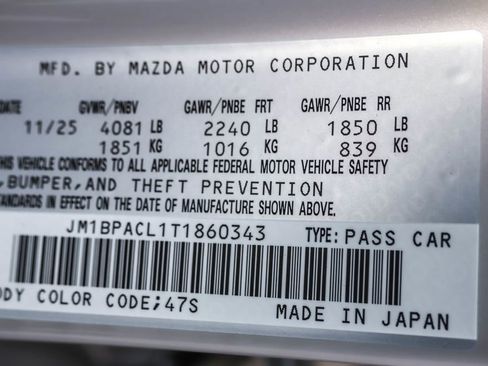 MFD. BY MAZDA MOTOR CORPORATION
DATE GVWR/PNBV GAWR/PNBE FRT GAWR/PNBE RR
11/25 4081 LB 2240 LB 1850 LB
1851 KG 1016 KG 839 KG
THIS VEHICLE CONFORMS TO ALL APPLICABLE FEDERAL MOTOR VEHICLE SAFETY
,BUMPER,AND THEFT PREVENTION
STANDARDS IN EFFECT ON THE DATE OF MANUFACTURE SHOWN ABOVE.
JM1BPACL1T1860343 TYPE: PASS CAR
ODY COLOR CODE;47S MADE IN JAPAN